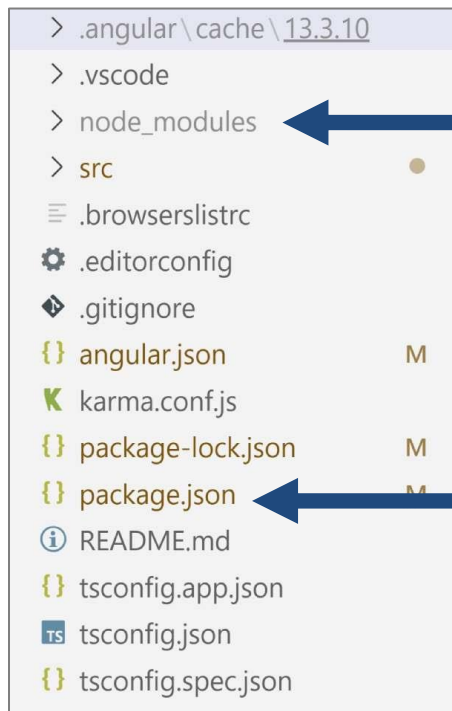 .angular\cache\13.3.10
.vscode
node_modules
src
.browserslistrc
.editorconfig
.gitignore
angular.json M
karma.conf.js
package-lock.json M
package.json M
README.md
tsconfig.app.json
TS tsconfig.json
tsconfig.spec.json